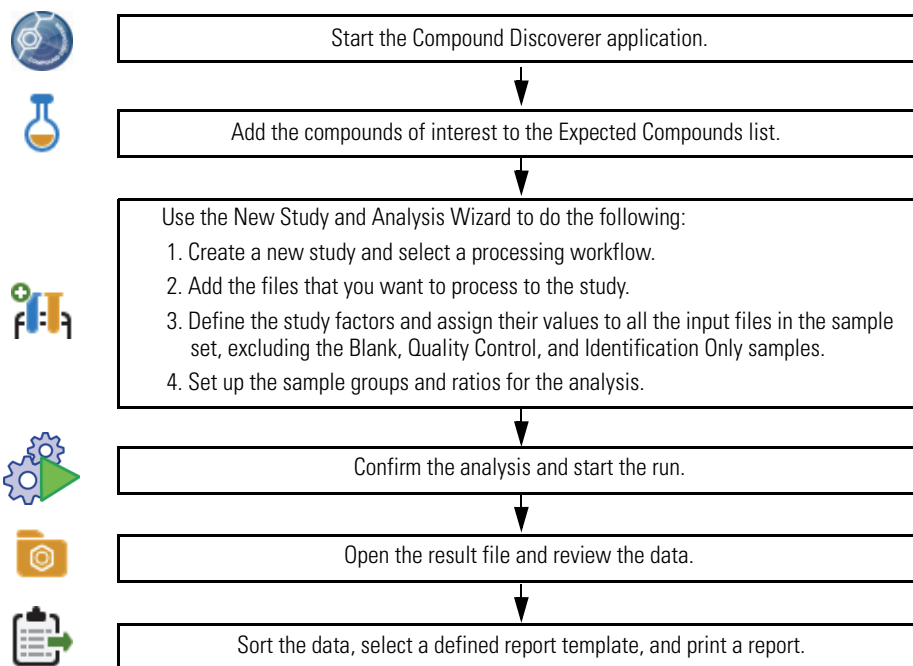 Start the Compound Discoverer application.
Add the compounds of interest to the Expected Compounds list.
Use the New Study and Analysis Wizard to do the following:
1. Create a new study and select a processing workflow.
2. Add the files that you want to process to the study.
3. Define the study factors and assign their values to all the input files in the sample
set, excluding the Blank, Quality Control, and Identification Only samples.
4. Set up the sample groups and ratios for the analysis.
Confirm the analysis and start the run.
Open the result file and review the data.
Sort the data, select a defined report template, and print a report.